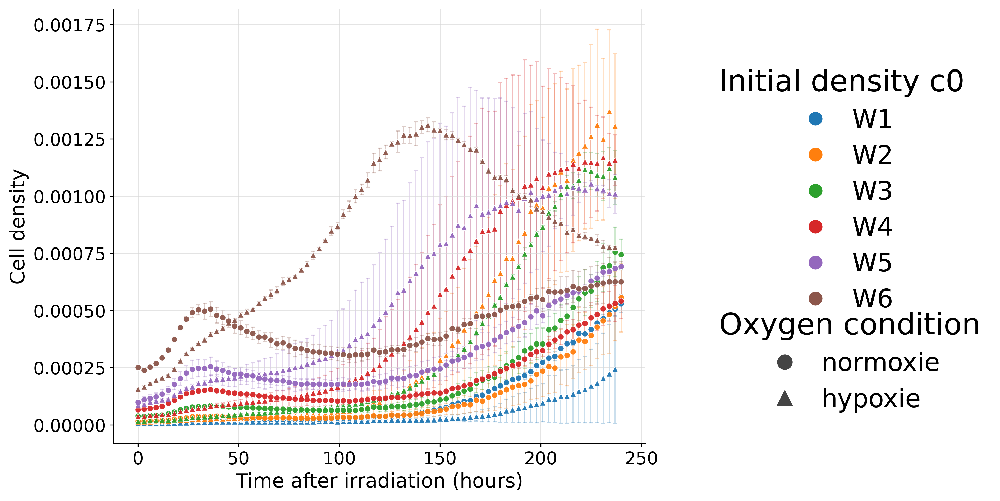 0.00175
0.00150
0.00125
0.00100
0.00075
0.00050
0.00025
0.00000
Cell density
0 50 100 150 200 250
Time after irradiation (hours)
Initial density c0
W1
W2
W3
W4
W5
W6
Oxygen condition
normoxie
hypoxie